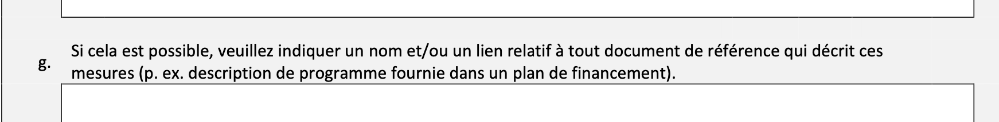 g.
Si cela est possible, veuillez indiquer un nom et/ou un lien relatif à tout document de référence qui décrit ces
mesures (p. ex. description de programme fournie dans un plan de financement).